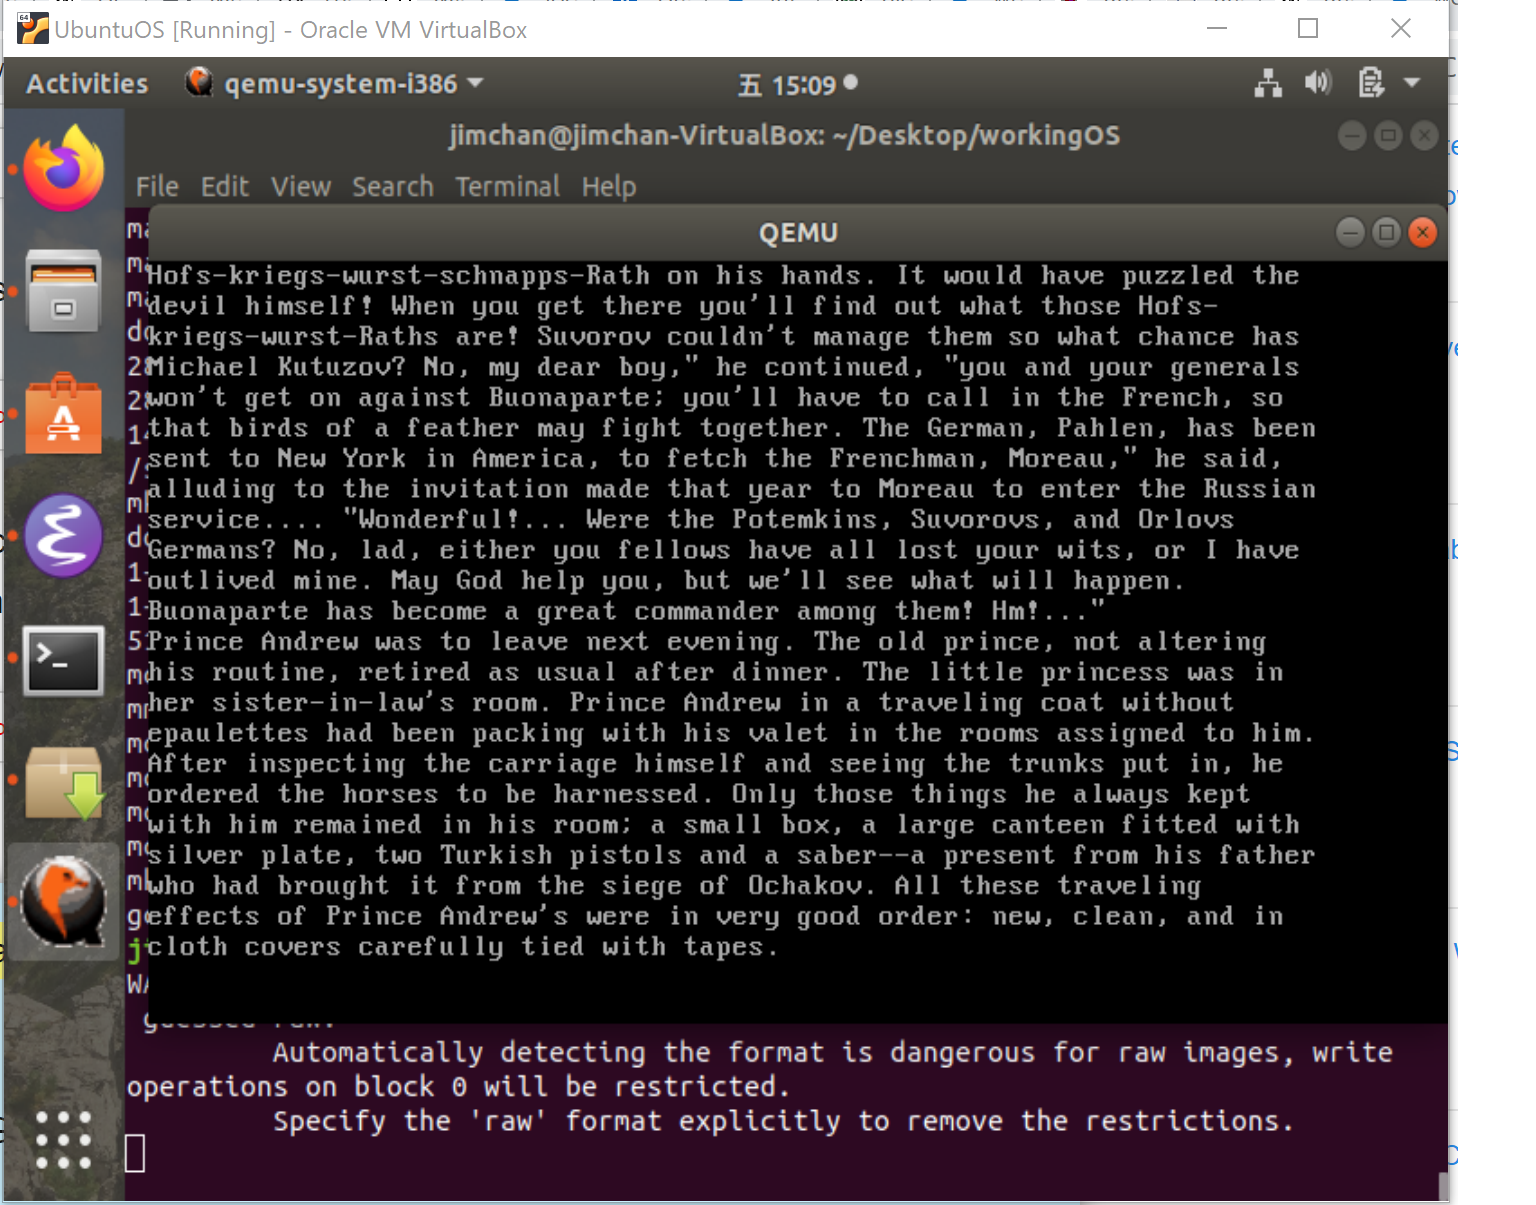 UbuntuOS [Running] - Oracle VM VirtualBox
Activities qemu-system-i386 五 15:09
jimchan@jimchan-VirtualBox: ~/Desktop/workingOS
File Edit View Search Terminal Help
QEMU
Hofs-kriegs-wurst-schnapps-Rath on his hands. It would have puzzled the
devil himself! When you get there you'll find out what those Hofs-
kriegs-wurst-Raths are! Suvorov couldn't manage them so what chance has
Michael Kutuzov? No, my dear boy," he continued, "you and your generals
won't get on against Buonaparte; you'll have to call in the French, so
that birds of a feather may fight together. The German, Pahlen, has been
sent to New York in America, to fetch the Frenchman, Moreau," he said,
alluding to the invitation made that year to Moreau to enter the Russian
service.... "Wonderful!... Were the Potemkins, Suvorovs, and Orlovs
Germans? No, lad, either you fellows have all lost your wits, or I have
outlived mine. May God help you, but we'll see what will happen.
Buonaparte has become a great commander among them! Hm!..."
Prince Andrew was to leave next evening. The old prince, not altering
his routine, retired as usual after dinner. The little princess was in
her sister-in-law's room. Prince Andrew in a traveling coat without
epaulettes had been packing with his valet in the rooms assigned to him.
After inspecting the carriage himself and seeing the trunks put in, he
ordered the horses to be harnessed. Only those things he always kept
with him remained in his room; a small box, a large canteen fitted with
silver plate, two Turkish pistols and a saber--a present from his father
who had brought it from the siege of Ochakov. All these traveling
effects of Prince Andrew's were in very good order: new, clean, and in
cloth covers carefully tied with tapes.
Automatically detecting the format is dangerous for raw images, write
operations on block 0 will be restricted.
Specify the 'raw' format explicitly to remove the restrictions.